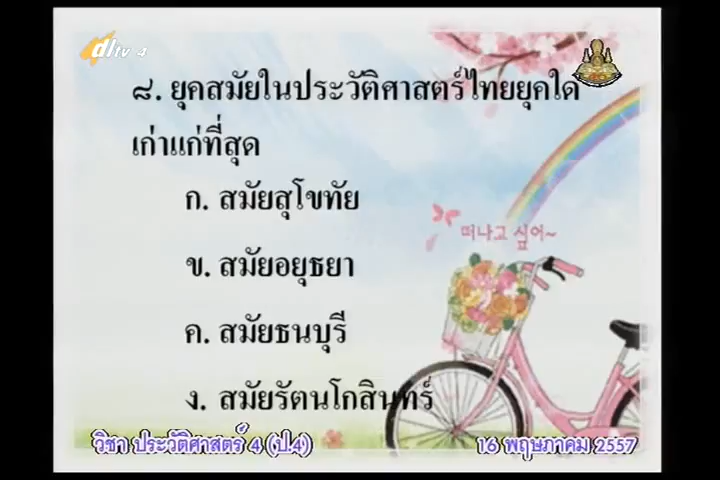 dltv 4
๘. ยุคสมัยในประวัติศาสตร์ไทยยุคใด
เก่าแก่ที่สุด
ก. สมัยสุโขทัย
떠나고 싶어~
ข. สมัยอยุธยา
ค. สมัยธนบุรี
ง. สมัยรัตนโกสินทร์
วิชา ประวัติศาสตร์ 4 (ป.4)
16 พฤษภาคม 2557